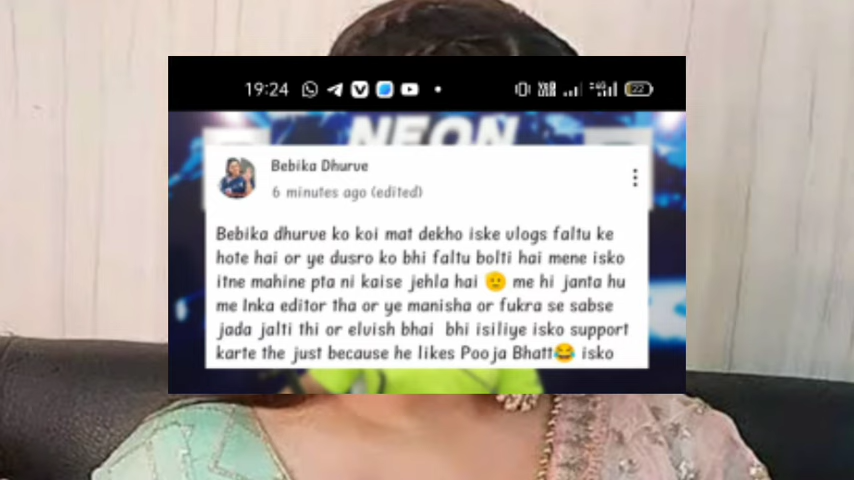 19:24
22
NEON
Bebika Dhurve
6 minutes ago (edited)
Bebika dhurve ko koi mat dekho iske vlogs faltu ke
hote hai or ye dusro ko bhi faltu bolti hai mene isko
itne mahine pta ni kaise jehla hai 🫡 me hi janta hu
me Inka editor tha or ye manisha or fukra se sabse
jada jalti thi or elvish bhai bhi isiliye isko support
karte the just because he likes Pooja Bhatt😂 isko